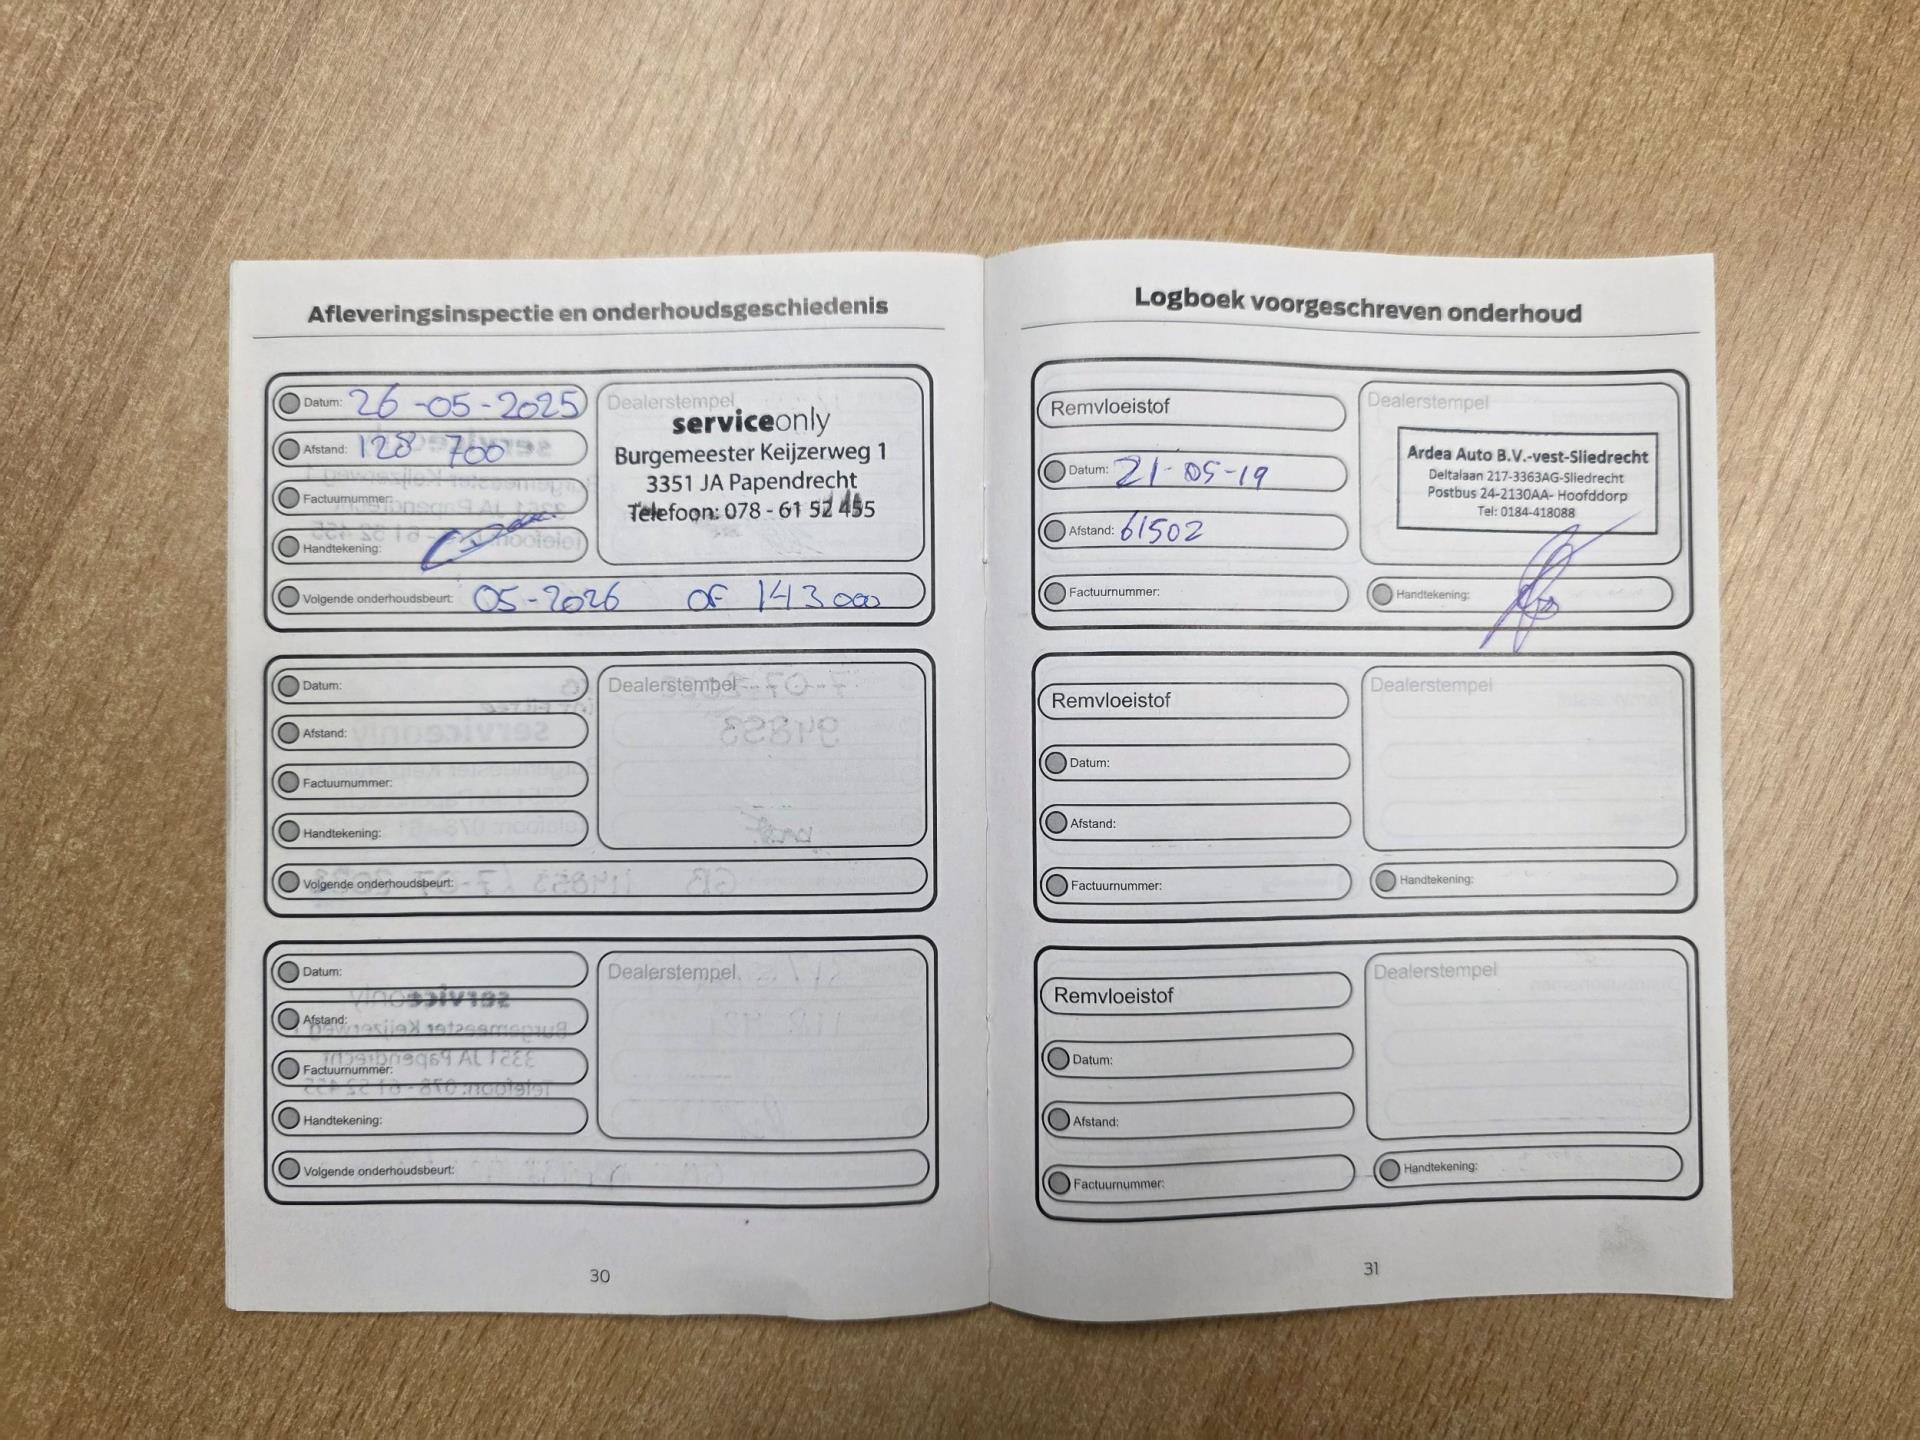 Afleveringsinspectie en onderhoudsgeschiedenis
Datum: 26-05-2025
Afstand: 128 700
Factuurnummer:
Handtekening:
Dealerstempel
serviceonly
Burgemeester Keijzerweg 1
3351 JA Papendrecht
Telefoon: 078 - 61 52 455
Volgende onderhoudsbeurt: 05-2026 OF 143000
Datum:
Afstand:
Factuurnummer:
Handtekening:
Dealerstempel
Volgende onderhoudsbeurt:
Datum:
Afstand:
Factuurnummer:
Handtekening:
Dealerstempel
Volgende onderhoudsbeurt:
30
Logboek voorgeschreven onderhoud
Remvloeistof
Datum: 21-05-19
Afstand: 61502
Factuurnummer:
Dealerstempel
Ardea Auto B.V.-vest-Sliedrecht
Deltalaan 217-3363AG-Sliedrecht
Postbus 24-2130AA- Hoofddorp
Tel: 0184-418088
Handtekening:
Remvloeistof
Datum:
Afstand:
Factuurnummer:
Dealerstempel
Handtekening:
Remvloeistof
Datum:
Afstand:
Factuurnummer:
Dealerstempel
Handtekening:
31